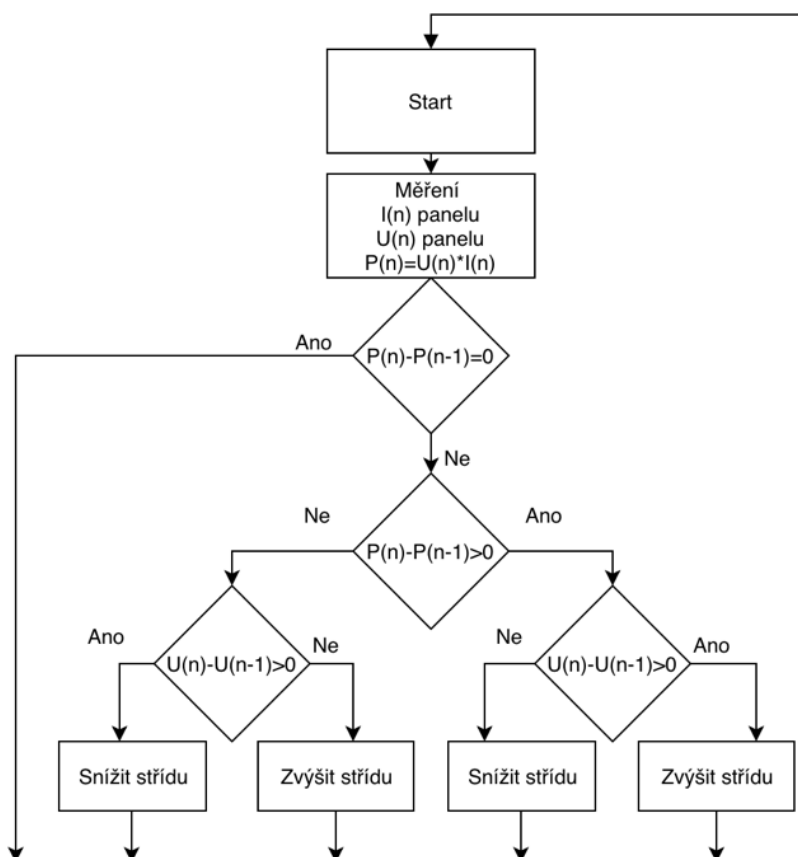 Start
Měření
I(n) panelu
U(n) panelu
P(n)=U(n)*I(n)
Ano
P(n)-P(n-1)=0
Ne
Ne
P(n)-P(n-1)>0
Ano
Ano
U(n)-U(n-1)>0
Ne
Ne
U(n)-U(n-1)>0
Ano
Snížit střídu
Zvýšit střídu
Snížit střídu
Zvýšit střídu